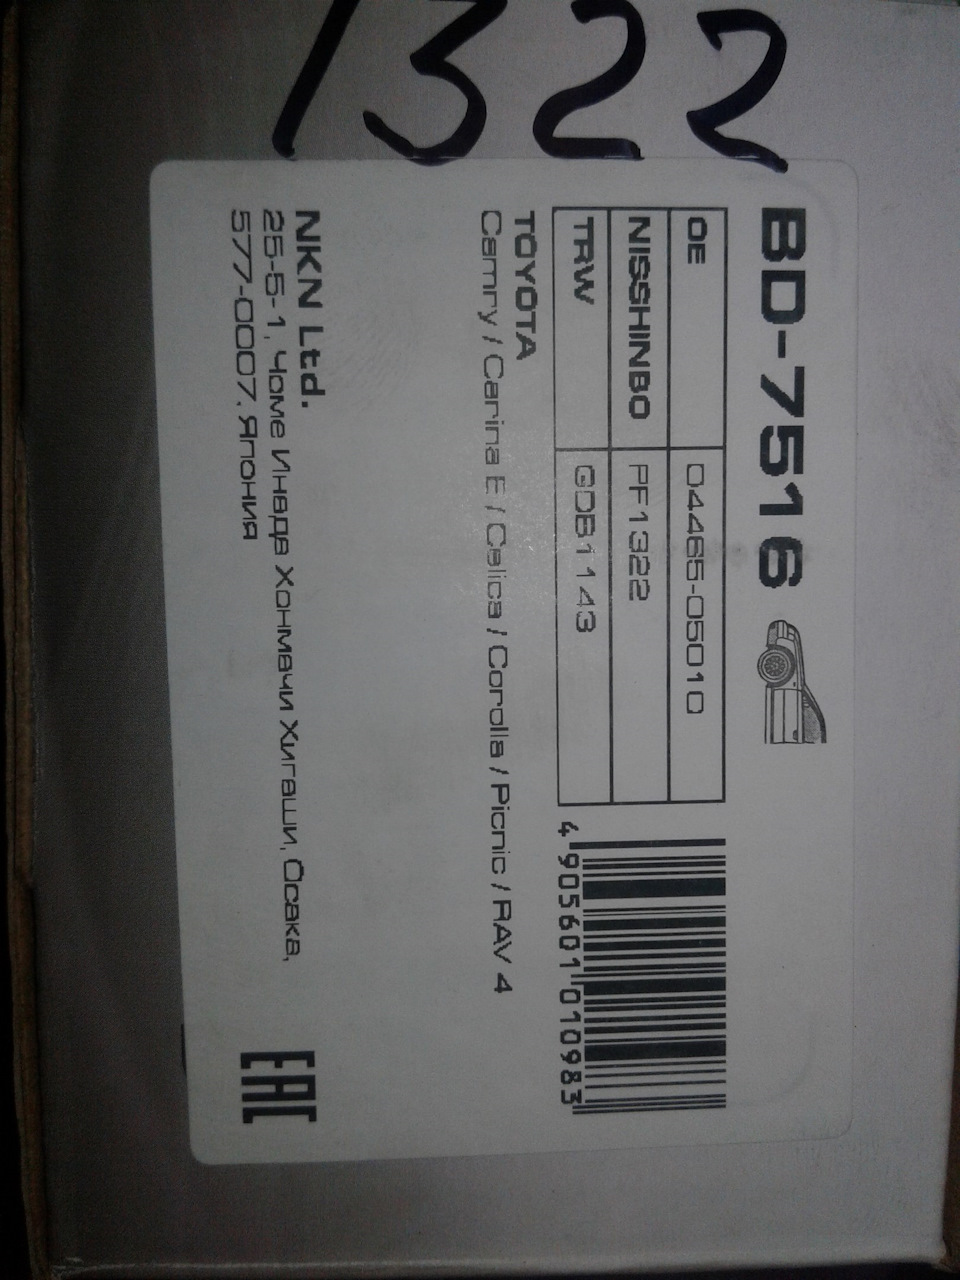 1322
BD-7516
OE 04465-05010
NISSHINBO PF1322
TRW GDB1143
4 905601 010983
TOYOTA
Camry / Carina E / Celica / Corolla / Picnic / RAV 4
NKN Ltd.
25-5-1, Чоме Инада Хонмачи Хигаши, Осака,
577-0007, Япония
EAC